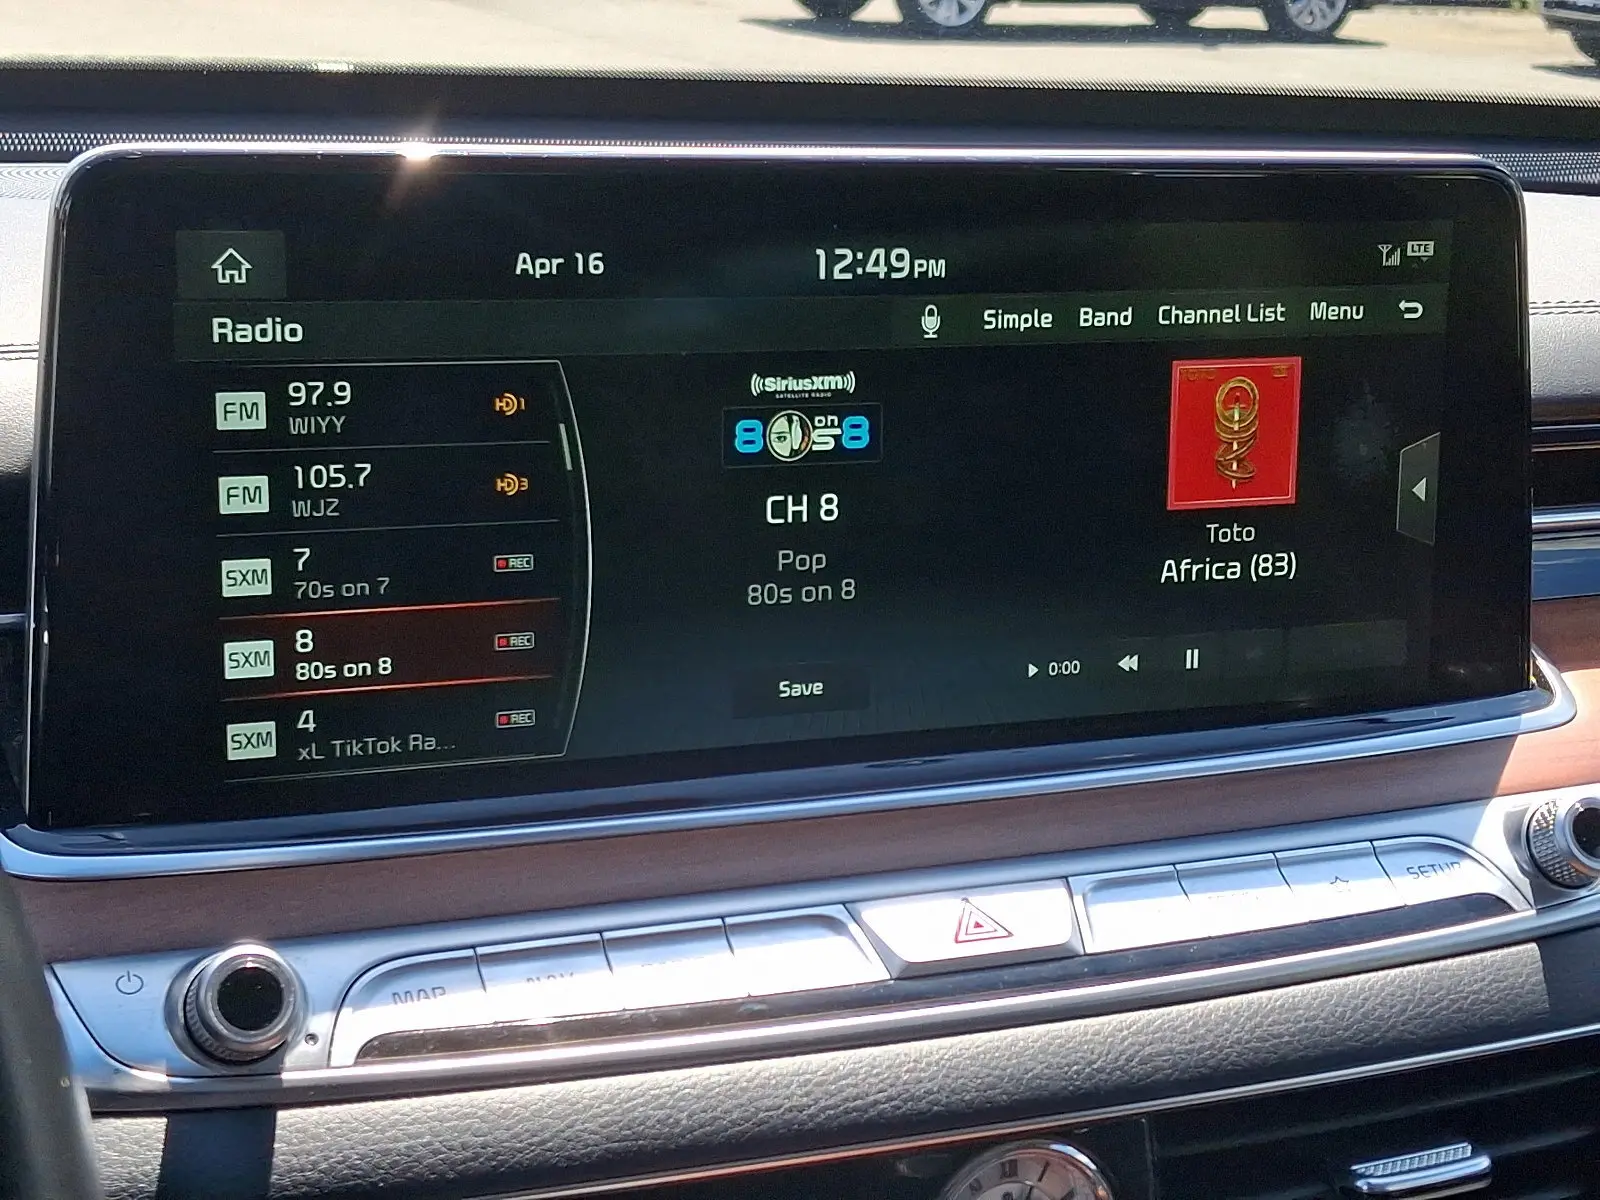 Apr 16
12:49PM
LTE
Radio
Simple
Band
Channel List
Menu
FM
97.9
WIYY
HD1
FM
105.7
WJZ
HD3
SXM
7
70s on 7
REC
SXM
8
80s on 8
REC
SXM
4
xL TikTok Ra...
REC
((SiriusXM))
SATELLITE RADIO
80s on 8
CH 8
Pop
80s on 8
Save
Toto
Africa (83)
0:00
MAP
NAV
SETUP